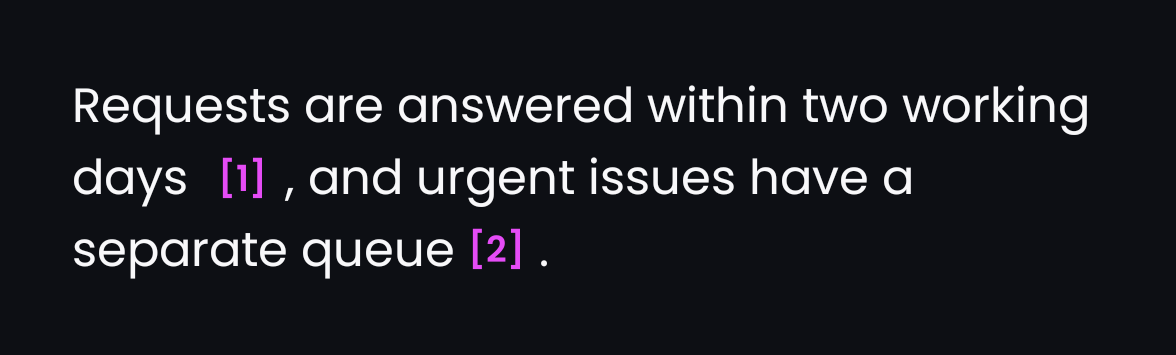 Requests are answered within two working
days [1] , and urgent issues have a
separate queue [2] .